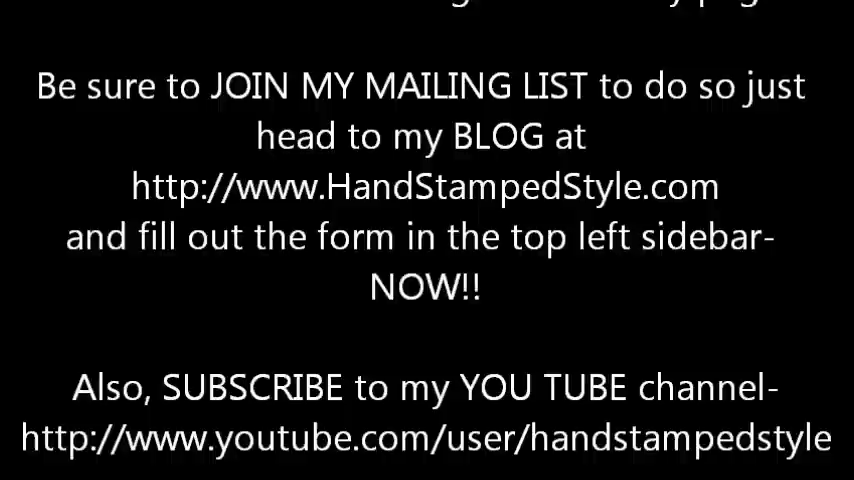 Be sure to JOIN MY MAILING LIST to do so just
head to my BLOG at
http://www.HandStampedStyle.com
and fill out the form in the top left sidebar-
NOW!!
Also, SUBSCRIBE to my YOU TUBE channel-
http://www.youtube.com/user/handstampedstyle